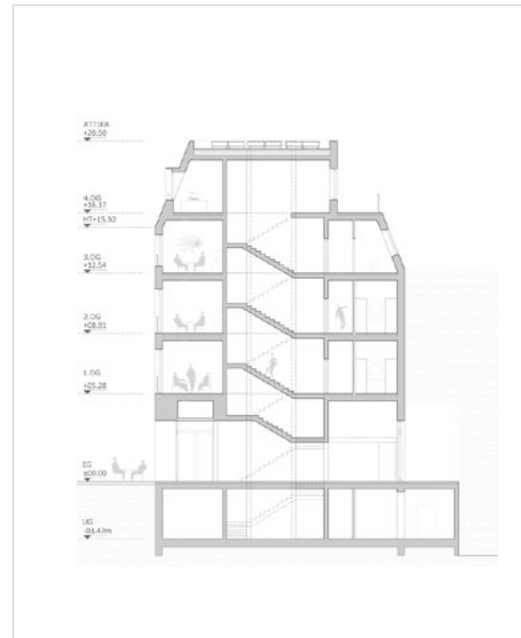 ATTIKA
+20.50
4.OG
+16.37
HT+15.30
3.OG
+12.54
2.OG
+08.91
1.OG
+05.28
EG
±00.00
UG
-03.47m